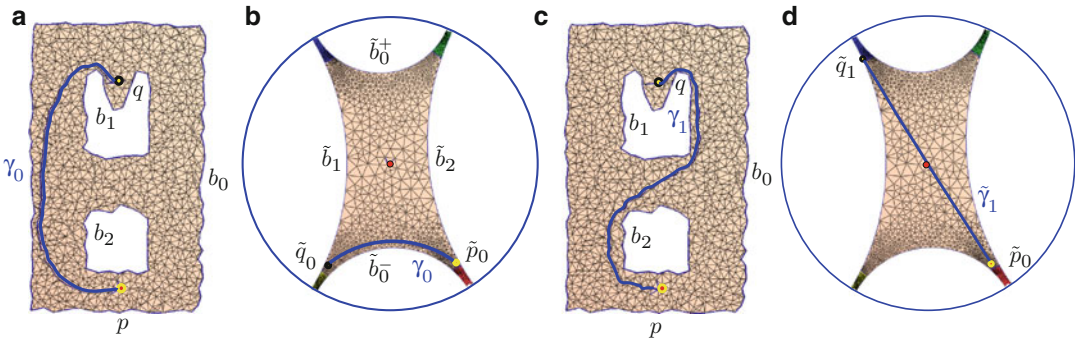 a
q
b₁
γ₀
b₀
b₂
p
b
b̃₀⁺
b̃₁
b̃₂
q̃₀
b̃₀⁻
γ₀
p̃₀
c
q
b₁
γ₁
b₀
b₂
p
d
q̃₁
γ̃₁
p̃₀